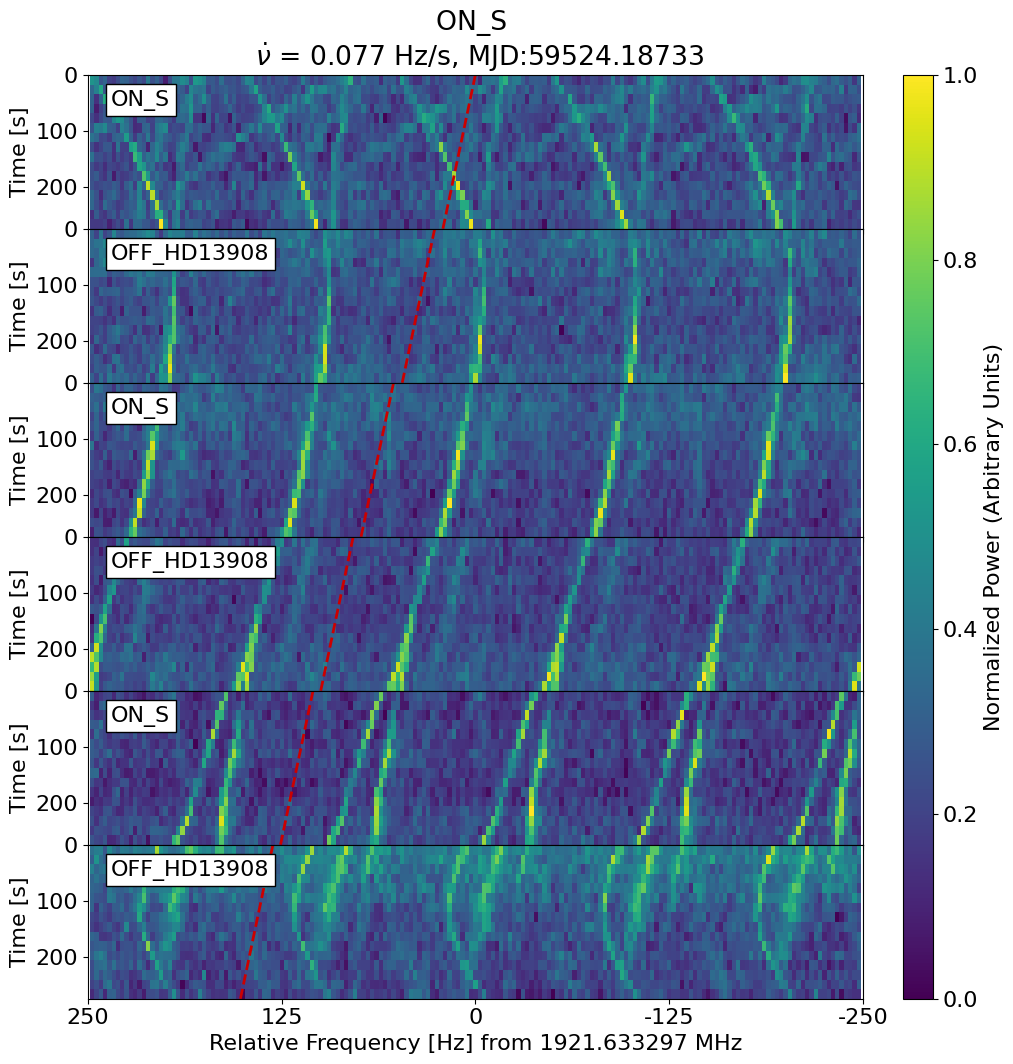 ON_S
ν̇ = 0.077 Hz/s, MJD:59524.18733
0
ON_S
100
200
Time [s]
0
OFF_HD13908
100
200
Time [s]
0
ON_S
100
200
Time [s]
0
OFF_HD13908
100
200
Time [s]
0
ON_S
100
200
Time [s]
0
OFF_HD13908
100
200
Time [s]
250 125 0 -125 -250
Relative Frequency [Hz] from 1921.633297 MHz
1.0
0.8
0.6
0.4
0.2
0.0
Normalized Power (Arbitrary Units)